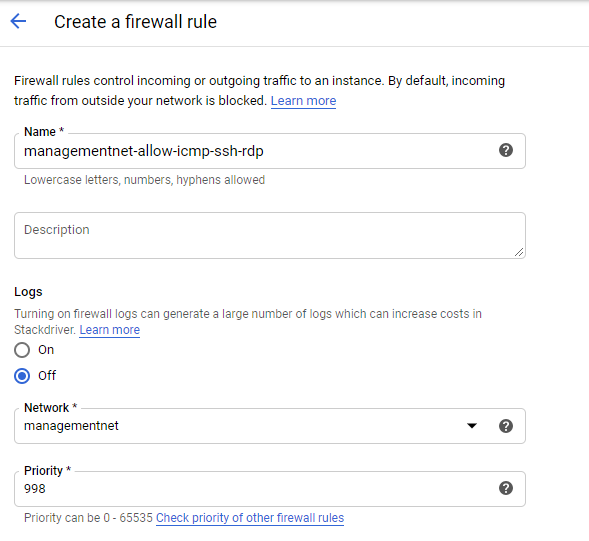 Create a firewall rule
Firewall rules control incoming or outgoing traffic to an instance. By default, incoming
traffic from outside your network is blocked. Learn more
Name *
managementnet-allow-icmp-ssh-rdp
Lowercase letters, numbers, hyphens allowed
Description
Logs
Turning on firewall logs can generate a large number of logs which can increase costs in
Stackdriver. Learn more
On
Off
Network *
managementnet
Priority *
998
Priority can be 0 - 65535 Check priority of other firewall rules